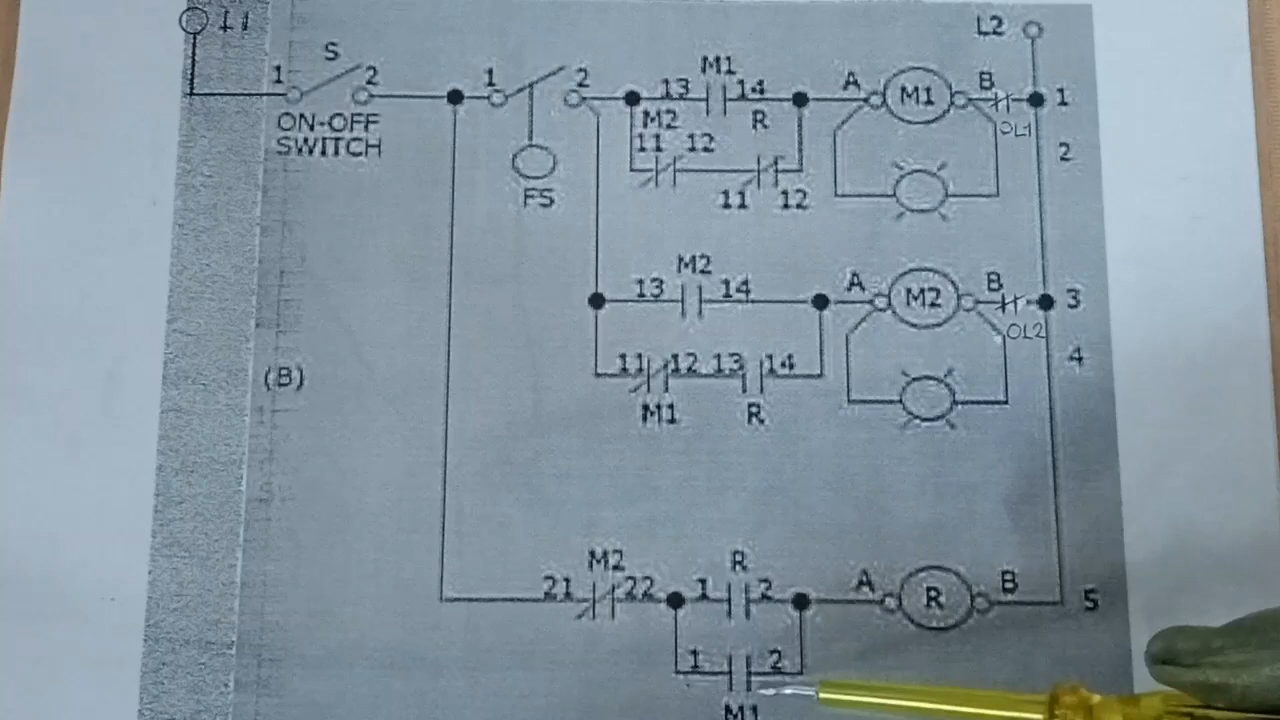 L1
L2
S
1 2
ON-OFF
SWITCH
1 2
FS
M1
13 14
M2 R
11 12
11 12
A M1 B
OL1
1
2
M2
13 14
A M2 B
OL2
3
4
11 12 13 14
M1 R
(B)
M2 R
21 22 1 2
A R B
5
1 2
M1